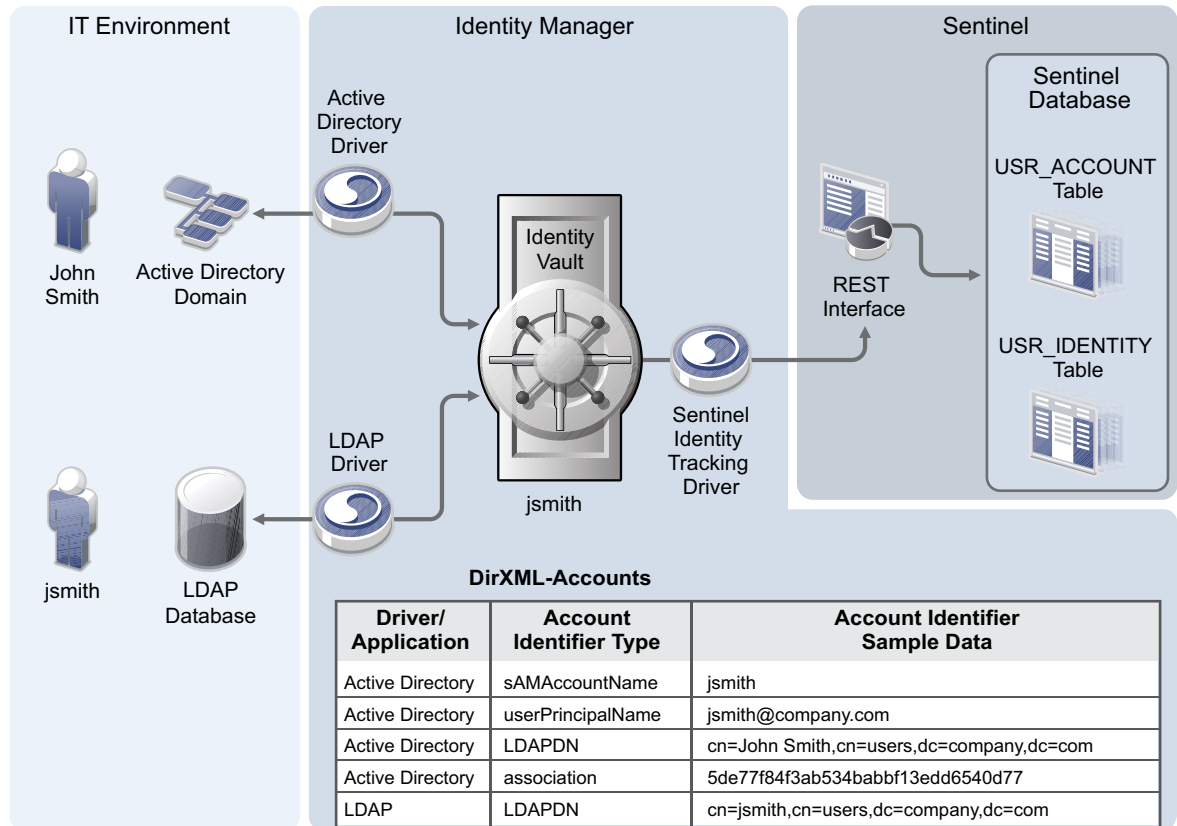 IT Environment
Identity Manager
Sentinel
Active
Directory
Driver
Sentinel
Database
USR_ACCOUNT
Table
Identity
Vault
John
Smith
Active Directory
Domain
REST
Interface
USR_IDENTITY
Table
LDAP
Driver
Sentinel
Identity
Tracking
Driver
jsmith
jsmith
LDAP
Database
DirXML-Accounts
Driver/
Application
Account
Identifier Type
Account Identifier
Sample Data
Active Directory sAMAccountName jsmith
Active Directory userPrincipalName jsmith@company.com
Active Directory LDAPDN cn=John Smith,cn=users,dc=company,dc=com
Active Directory association 5de77f84f3ab534babbf13edd6540d77
LDAP LDAPDN cn=jsmith,cn=users,dc=company,dc=com